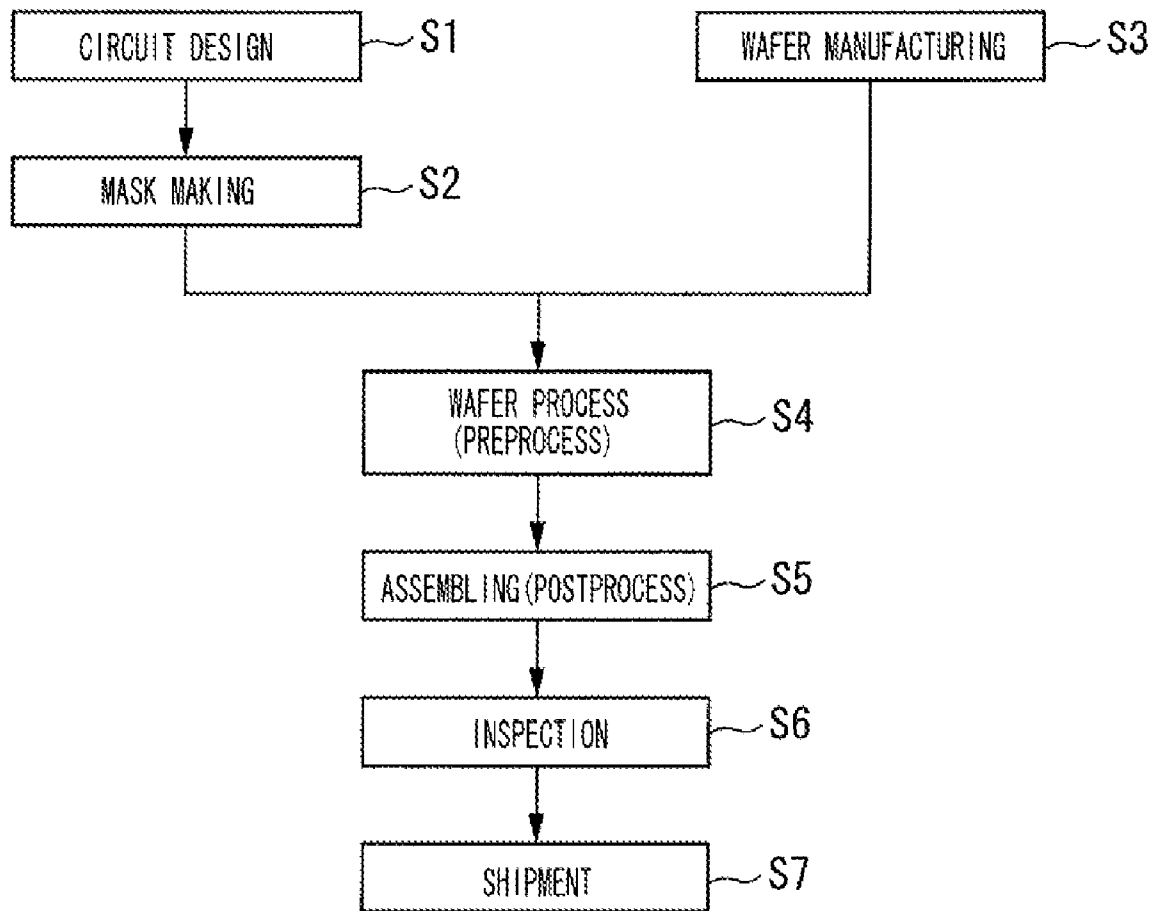 CIRCUIT DESIGN S1
WAFER MANUFACTURING S3
MASK MAKING S2
WAFER PROCESS
(PREPROCESS) S4
ASSEMBLING(POSTPROCESS) S5
INSPECTION S6
SHIPMENT S7